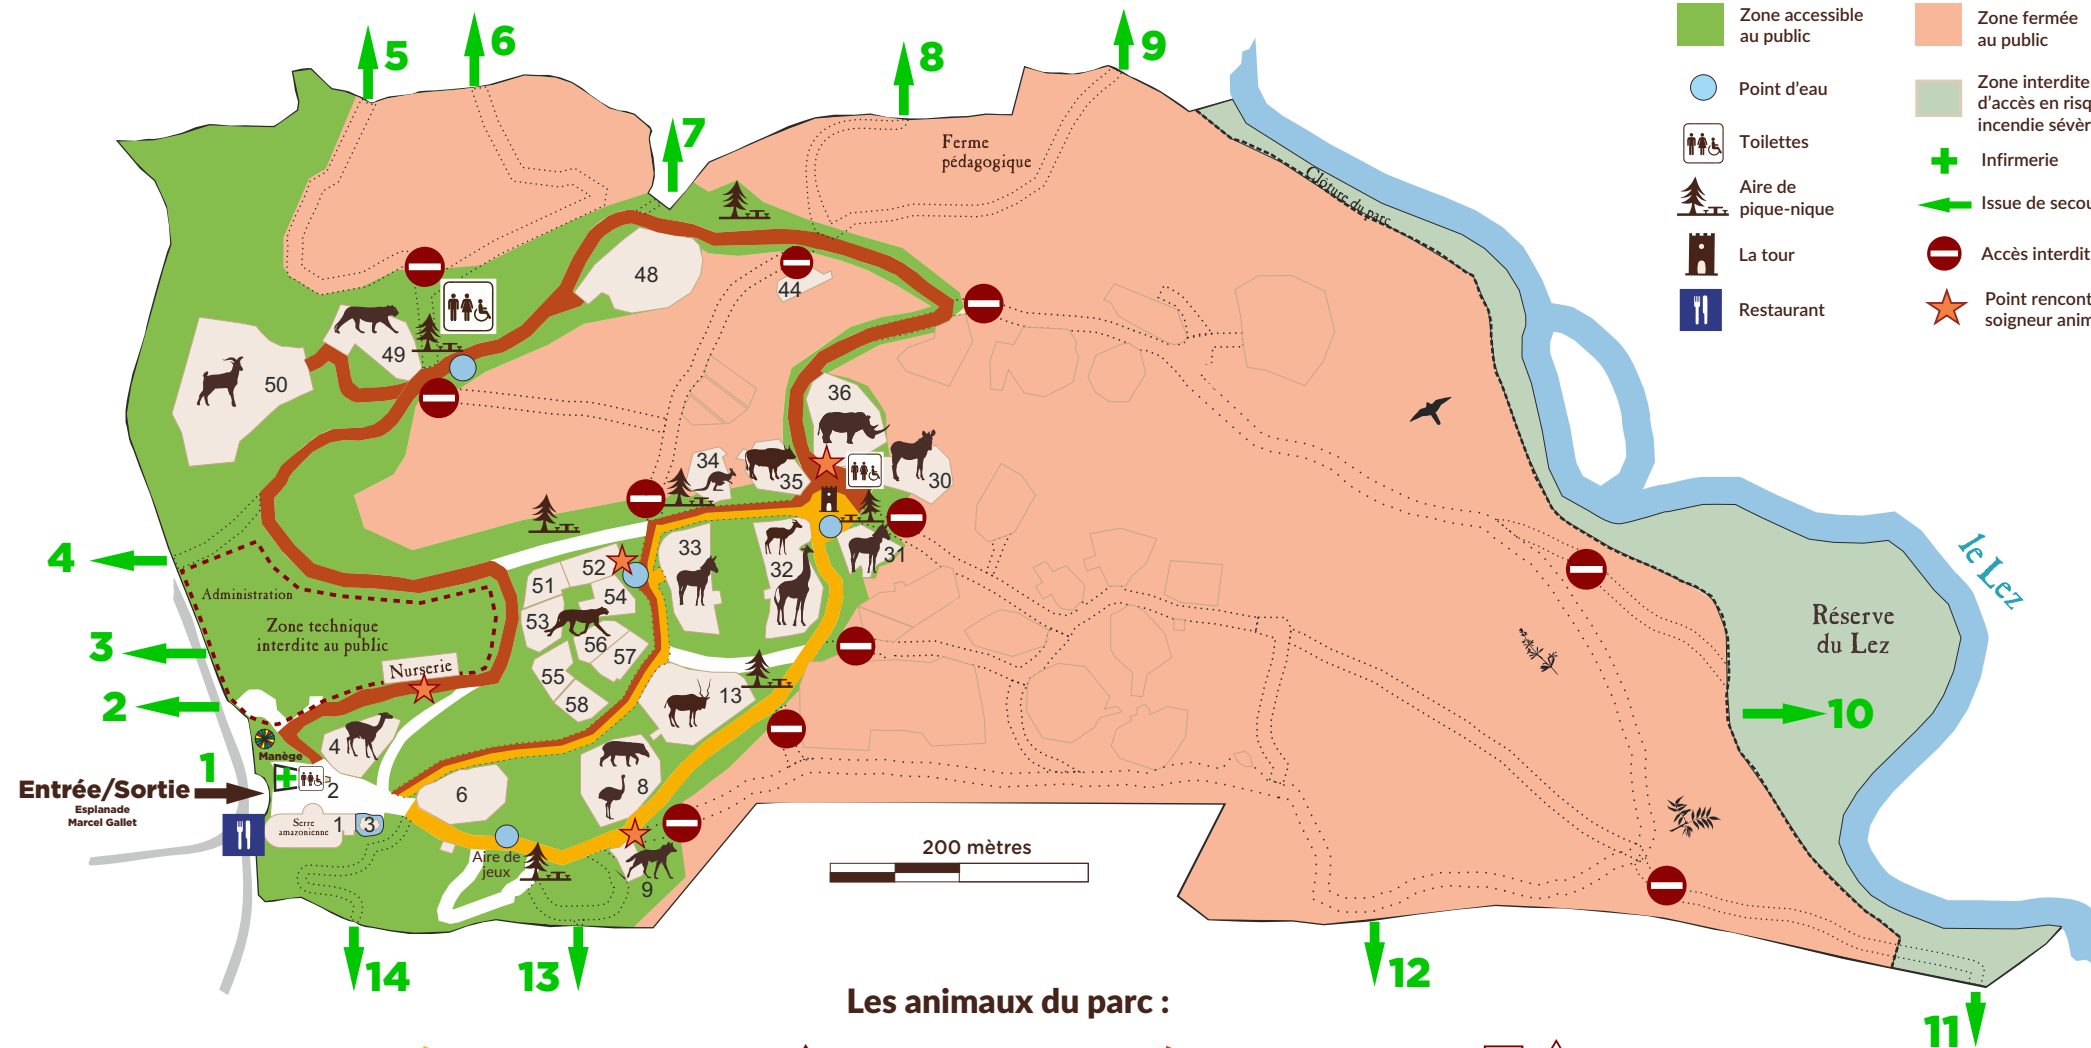 5
6
8
9
7
Zone accessible
au public
Zone fermée
au public
Point d'eau
Zone interdite
d'accès en
incendie
Toilettes
Infirmerie
Aire de
pique-nique
Issue de
La tour
Accès interdit
Restaurant
Point
soigneur
Ferme
pédagogique
Clôture du parc
48
44
49
50
36
34
35
30
33
32
31
52
51
54
53
56
57
55
58
13
4
Administration
Zone technique
interdite au public
3
Nurserie
2
4
Manège
1
Entrée/Sortie
Esplanade
Marcel Gallet
2
Serre
amazonienne
1
3
6
8
9
Aire de
jeux
le Lez
Réserve
du Lez
10
200 mètres
14
13
12
11
Les animaux du parc :